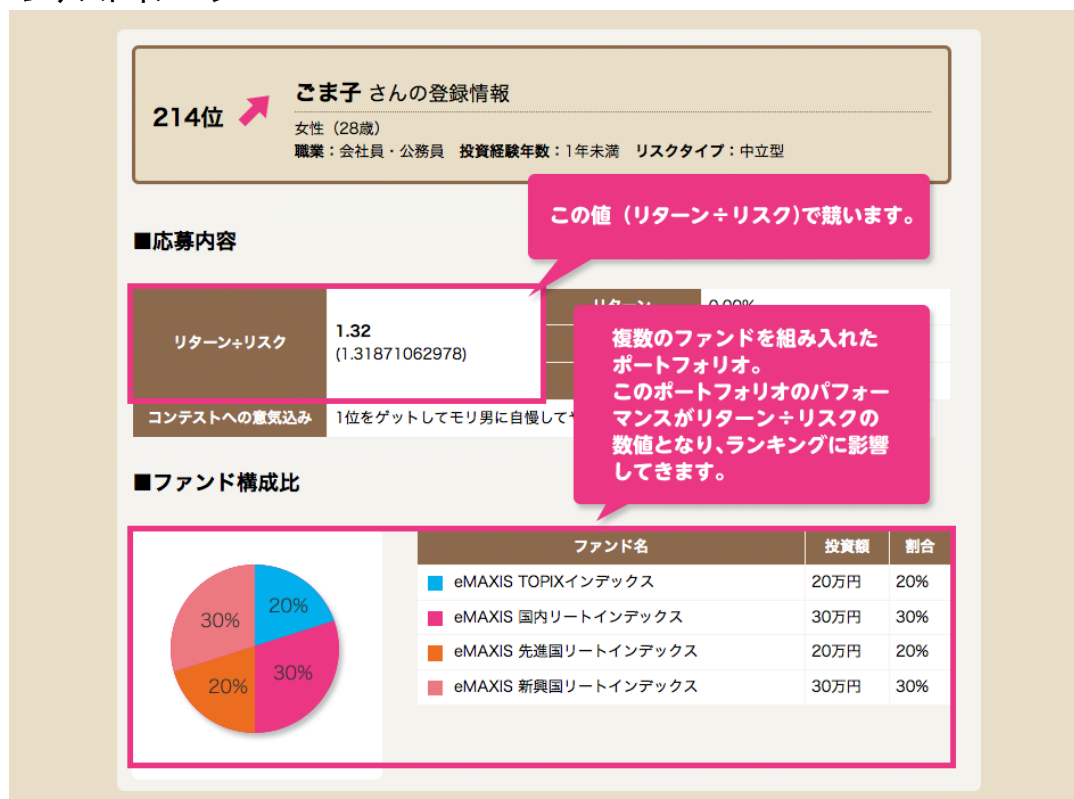 214位
ごま子 さんの登録情報
女性（28歳）
職業：会社員・公務員 投資経験年数：1年未満 リスクタイプ：中立型
この値（リターン÷リスク)で競います。
■応募内容
リターン÷リスク
1.32
(1.31871062978)
複数のファンドを組み入れた
ポートフォリオ。
このポートフォリオのパフォー
マンスがリターン÷リスクの
数値となり、ランキングに影響
してきます。
コンテストへの意気込み 1位をゲットしてモリ男に自慢して
■ファンド構成比
ファンド名 投資額 割合
eMAXIS TOPIXインデックス 20万円 20%
eMAXIS 国内リートインデックス 30万円 30%
eMAXIS 先進国リートインデックス 20万円 20%
eMAXIS 新興国リートインデックス 30万円 30%
20%
30%
20%
30%